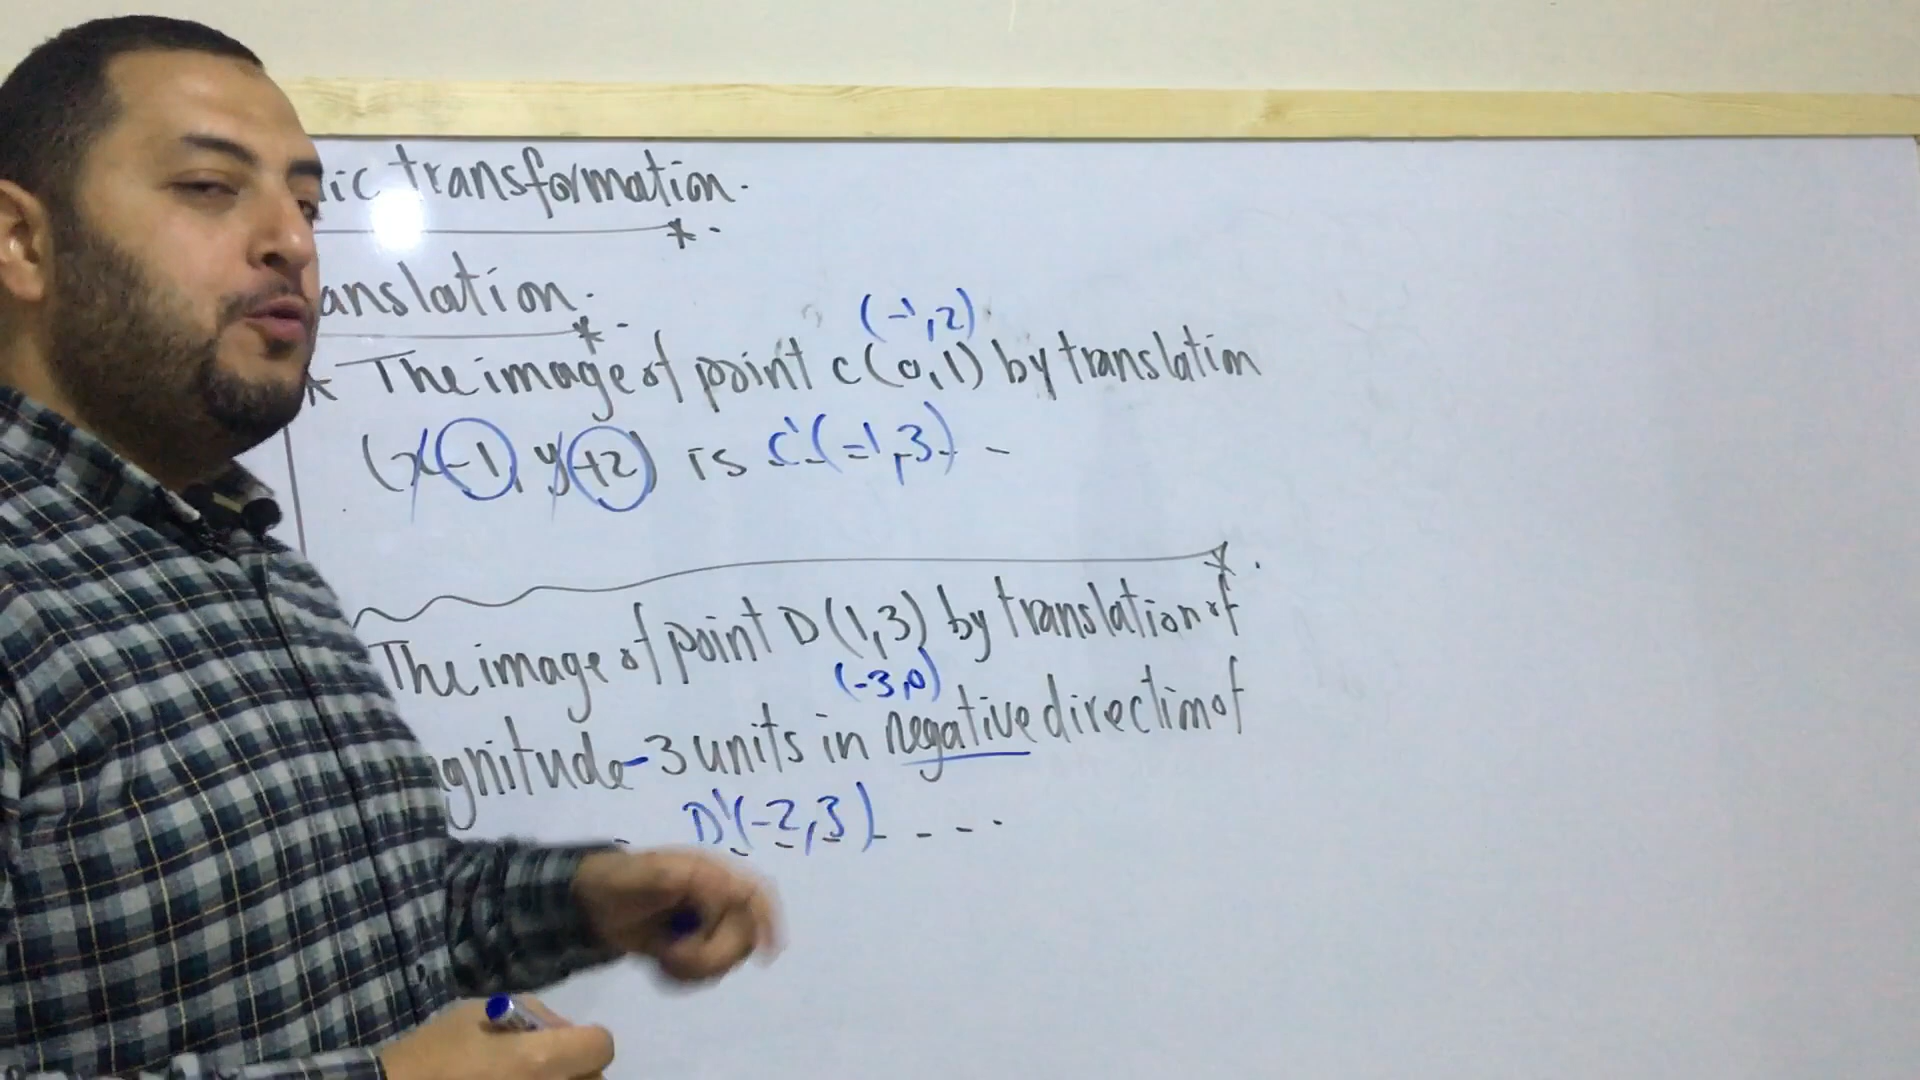 ic transformation.
anslation.
(-1,2)
The image of point C(0,1) by translation
(x-1, y+2) is C'(-1,3)
The image of point D(1,3) by translation of
(-3,0)
gnitude-3 units in negative direction of
D'(-2,3)